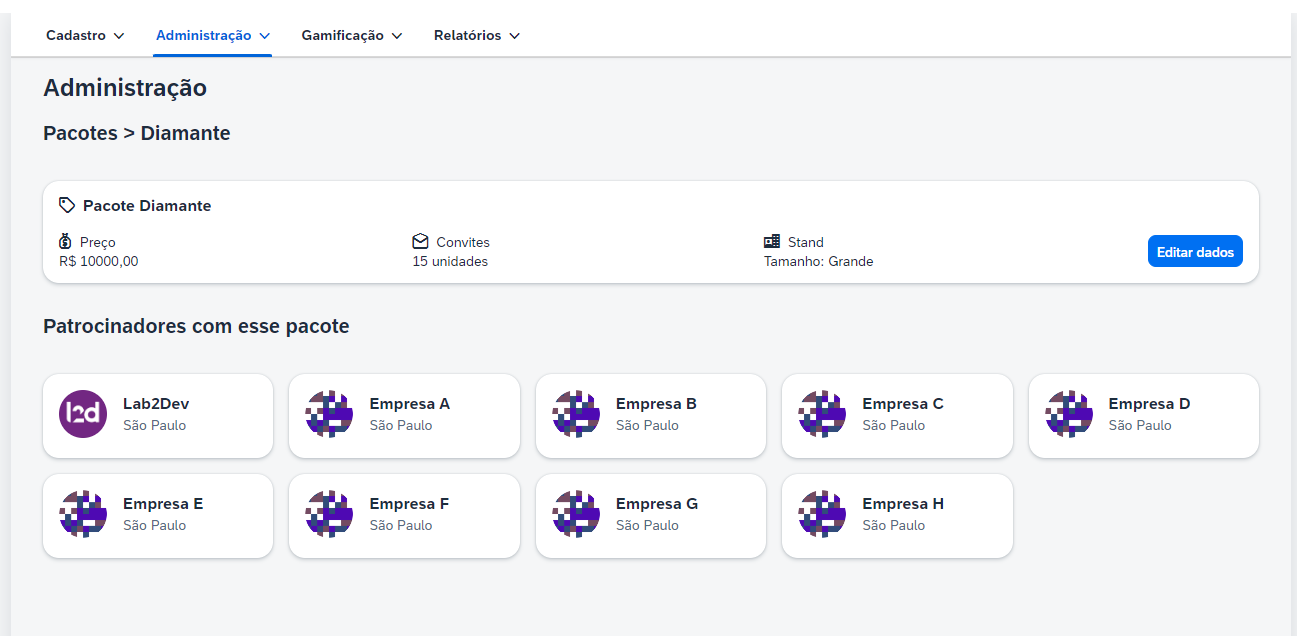 Cadastro Administração Gamificação Relatórios
Administração
Pacotes > Diamante
Pacote Diamante
Preço Convites Stand
R$ 10000,00 15 unidades Tamanho: Grande
Editar dados
Patrocinadores com esse pacote
l2d Lab2Dev Empresa A Empresa B Empresa C Empresa D
São Paulo São Paulo São Paulo São Paulo São Paulo
Empresa E Empresa F Empresa G Empresa H
São Paulo São Paulo São Paulo São Paulo